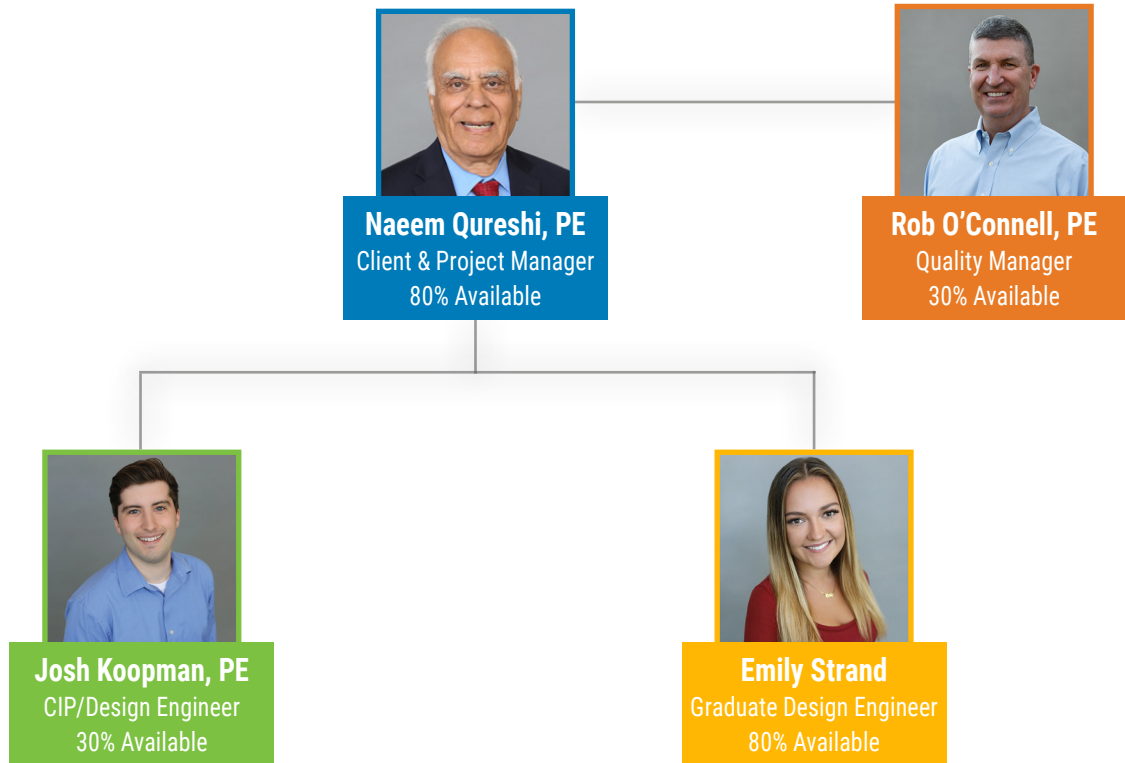 Naeem Qureshi, PE
Client & Project Manager
80% Available
Rob O’Connell, PE
Quality Manager
30% Available
Josh Koopman, PE
CIP/Design Engineer
30% Available
Emily Strand
Graduate Design Engineer
80% Available